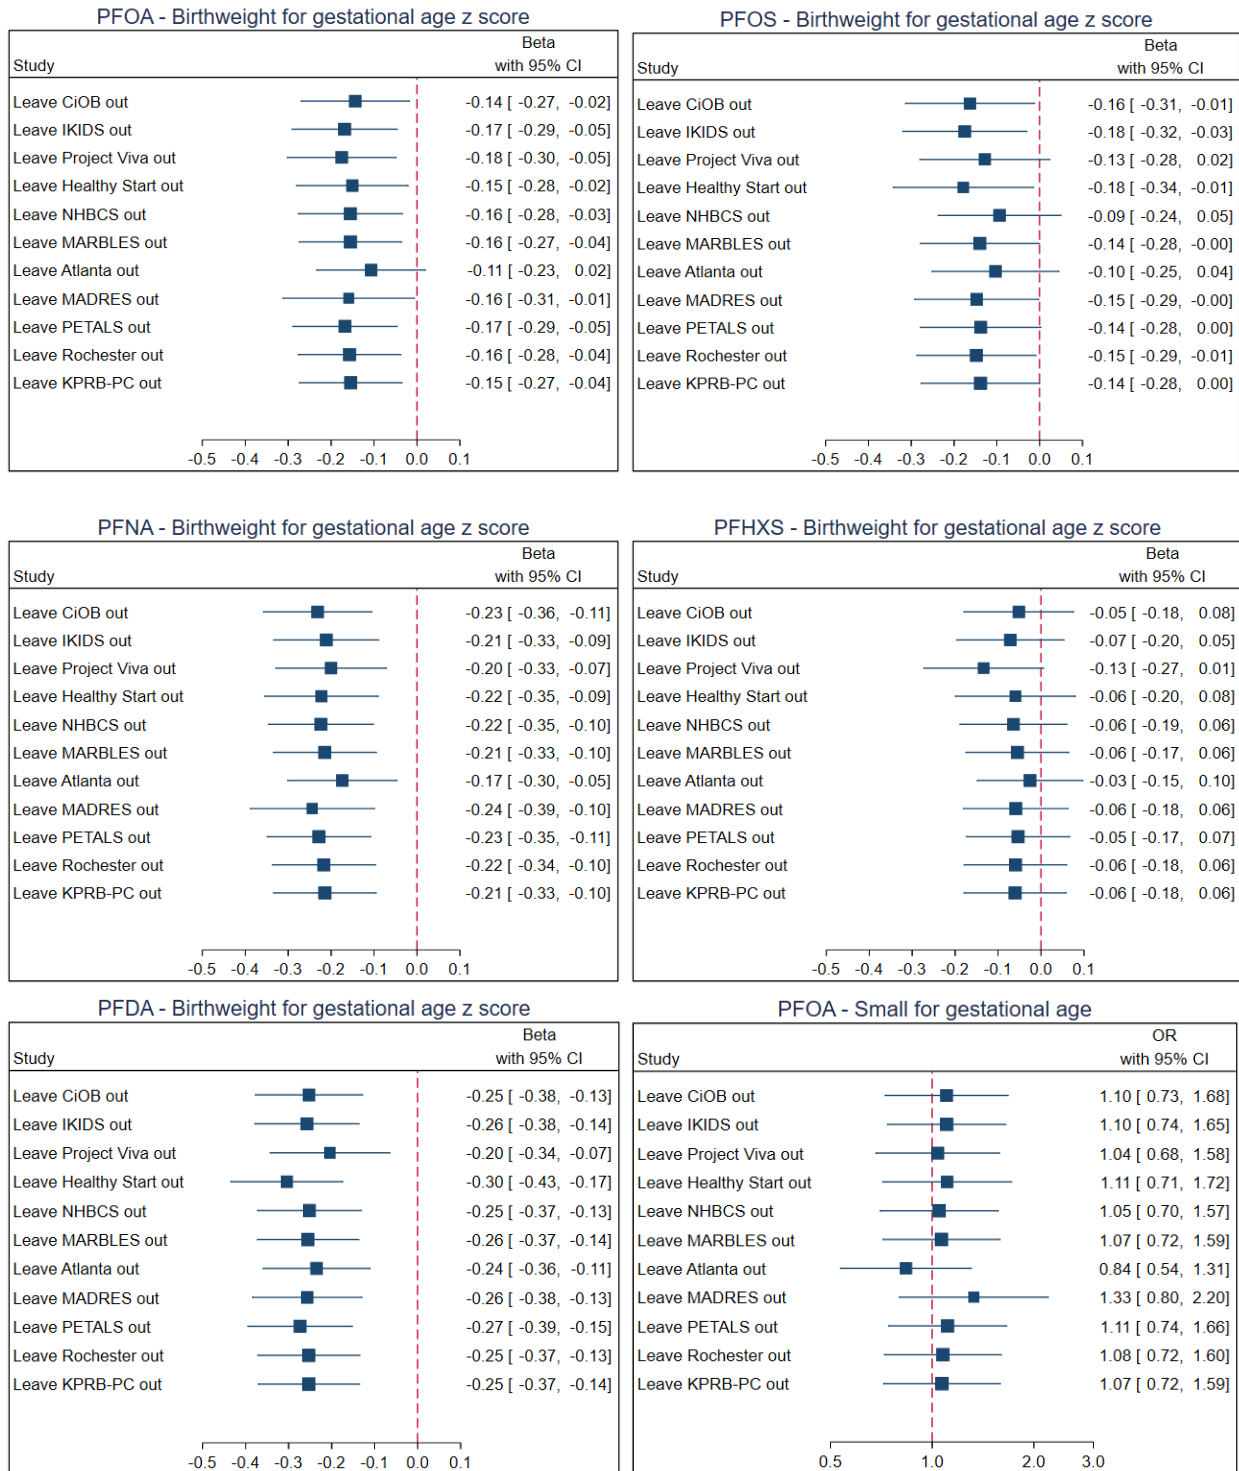 PFOA - Birthweight for gestational age z score
Beta
Study with 95% CI
Leave CiOB out -0.14 [ -0.27, -0.02]
Leave IKIDS out -0.17 [ -0.29, -0.05]
Leave Project Viva out -0.18 [ -0.30, -0.05]
Leave Healthy Start out -0.15 [ -0.28, -0.02]
Leave NHBCS out -0.16 [ -0.28, -0.03]
Leave MARBLES out -0.16 [ -0.27, -0.04]
Leave Atlanta out -0.11 [ -0.23, 0.02]
Leave MADRES out -0.16 [ -0.31, -0.01]
Leave PETALS out -0.17 [ -0.29, -0.05]
Leave Rochester out -0.16 [ -0.28, -0.04]
Leave KPRB-PC out -0.15 [ -0.27, -0.04]
-0.5 -0.4 -0.3 -0.2 -0.1 0.0 0.1
PFOS - Birthweight for gestational age z score
Beta
Study with 95% CI
Leave CiOB out -0.16 [ -0.31, -0.01]
Leave IKIDS out -0.18 [ -0.32, -0.03]
Leave Project Viva out -0.13 [ -0.28, 0.02]
Leave Healthy Start out -0.18 [ -0.34, -0.01]
Leave NHBCS out -0.09 [ -0.24, 0.05]
Leave MARBLES out -0.14 [ -0.28, -0.00]
Leave Atlanta out -0.10 [ -0.25, 0.04]
Leave MADRES out -0.15 [ -0.29, -0.00]
Leave PETALS out -0.14 [ -0.28, 0.00]
Leave Rochester out -0.15 [ -0.29, -0.01]
Leave KPRB-PC out -0.14 [ -0.28, 0.00]
-0.5 -0.4 -0.3 -0.2 -0.1 0.0 0.1
PFNA - Birthweight for gestational age z score
Beta
Study with 95% CI
Leave CiOB out -0.23 [ -0.36, -0.11]
Leave IKIDS out -0.21 [ -0.33, -0.09]
Leave Project Viva out -0.20 [ -0.33, -0.07]
Leave Healthy Start out -0.22 [ -0.35, -0.09]
Leave NHBCS out -0.22 [ -0.35, -0.10]
Leave MARBLES out -0.21 [ -0.33, -0.10]
Leave Atlanta out -0.17 [ -0.30, -0.05]
Leave MADRES out -0.24 [ -0.39, -0.10]
Leave PETALS out -0.23 [ -0.35, -0.11]
Leave Rochester out -0.22 [ -0.34, -0.10]
Leave KPRB-PC out -0.21 [ -0.33, -0.10]
-0.5 -0.4 -0.3 -0.2 -0.1 0.0 0.1
PFHXS - Birthweight for gestational age z score
Beta
Study with 95% CI
Leave CiOB out -0.05 [ -0.18, 0.08]
Leave IKIDS out -0.07 [ -0.20, 0.05]
Leave Project Viva out -0.13 [ -0.27, 0.01]
Leave Healthy Start out -0.06 [ -0.20, 0.08]
Leave NHBCS out -0.06 [ -0.19, 0.06]
Leave MARBLES out -0.06 [ -0.17, 0.06]
Leave Atlanta out -0.03 [ -0.15, 0.10]
Leave MADRES out -0.06 [ -0.18, 0.06]
Leave PETALS out -0.05 [ -0.17, 0.07]
Leave Rochester out -0.06 [ -0.18, 0.06]
Leave KPRB-PC out -0.06 [ -0.18, 0.06]
-0.5 -0.4 -0.3 -0.2 -0.1 0.0 0.1
PFDA - Birthweight for gestational age z score
Beta
Study with 95% CI
Leave CiOB out -0.25 [ -0.38, -0.13]
Leave IKIDS out -0.26 [ -0.38, -0.14]
Leave Project Viva out -0.20 [ -0.34, -0.07]
Leave Healthy Start out -0.30 [ -0.43, -0.17]
Leave NHBCS out -0.25 [ -0.37, -0.13]
Leave MARBLES out -0.26 [ -0.37, -0.14]
Leave Atlanta out -0.24 [ -0.36, -0.11]
Leave MADRES out -0.26 [ -0.38, -0.13]
Leave PETALS out -0.27 [ -0.39, -0.15]
Leave Rochester out -0.25 [ -0.37, -0.13]
Leave KPRB-PC out -0.25 [ -0.37, -0.14]
-0.5 -0.4 -0.3 -0.2 -0.1 0.0 0.1
PFOA - Small for gestational age
OR
Study with 95% CI
Leave CiOB out 1.10 [ 0.73, 1.68]
Leave IKIDS out 1.10 [ 0.74, 1.65]
Leave Project Viva out 1.04 [ 0.68, 1.58]
Leave Healthy Start out 1.11 [ 0.71, 1.72]
Leave NHBCS out 1.05 [ 0.70, 1.57]
Leave MARBLES out 1.07 [ 0.72, 1.59]
Leave Atlanta out 0.84 [ 0.54, 1.31]
Leave MADRES out 1.33 [ 0.80, 2.20]
Leave PETALS out 1.11 [ 0.74, 1.66]
Leave Rochester out 1.08 [ 0.72, 1.60]
Leave KPRB-PC out 1.07 [ 0.72, 1.59]
0.5 1.0 2.0 3.0